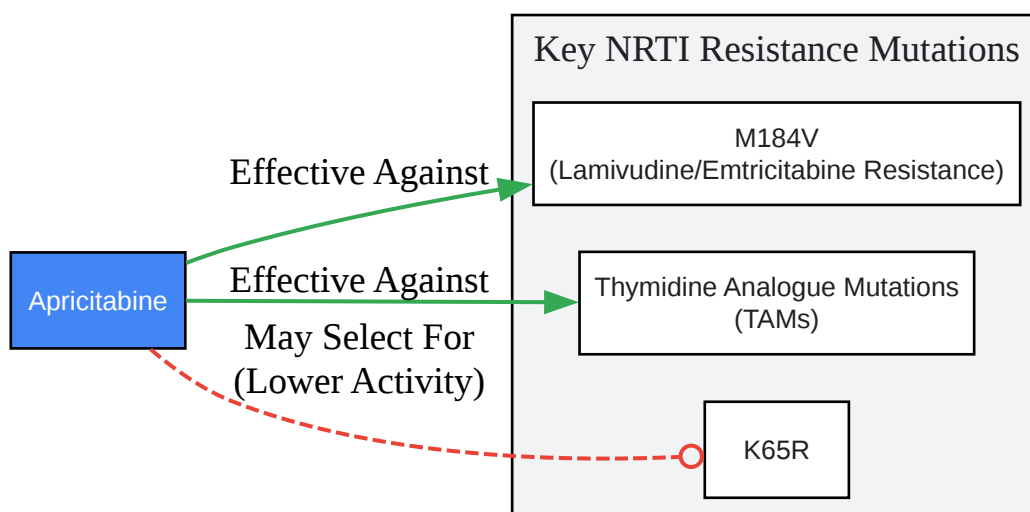 Key NRTI Resistance Mutations
M184V
(Lamivudine/Emtricitabine Resistance)
Effective Against
Apricitabine
Effective Against
Thymidine Analogue Mutations
(TAMs)
May Select For
(Lower Activity)
K65R